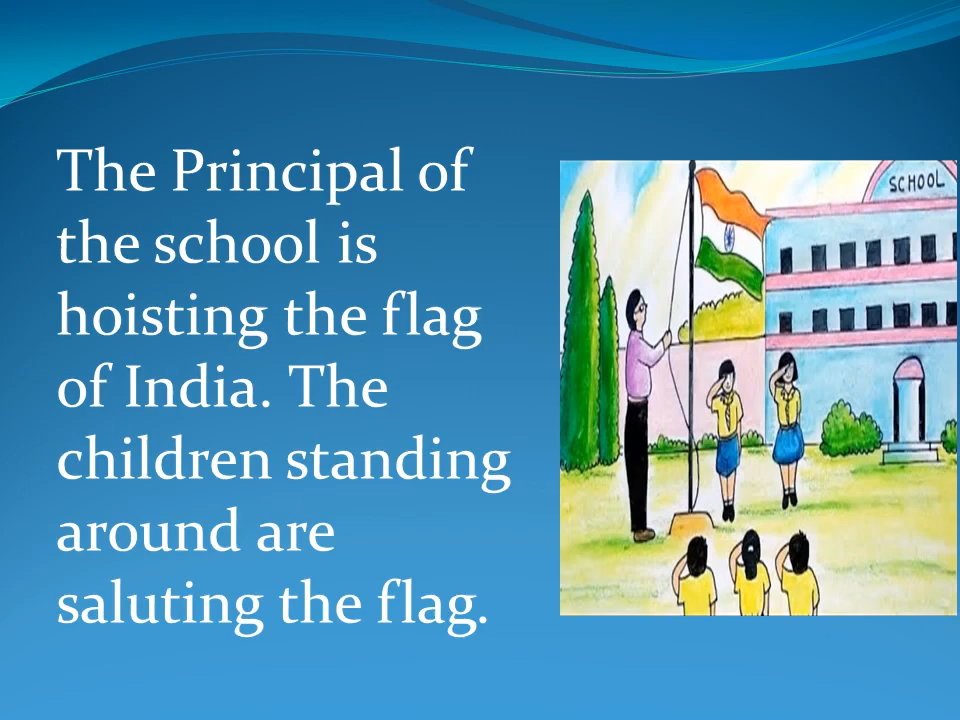 The Principal of
the school is
hoisting the flag
of India. The
children standing
around are
saluting the flag.
SCHOOL